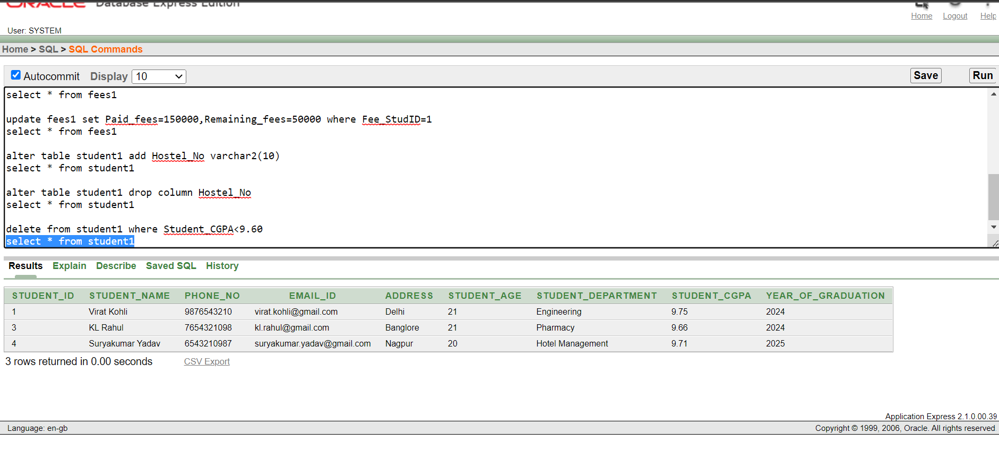 ORACLE Database Express Edition
Home Logout Help
User: SYSTEM
Home > SQL > SQL Commands
Autocommit Display 10 Save Run
select * from fees1
update fees1 set Paid_fees=150000,Remaining_fees=50000 where Fee_StudID=1
select * from fees1
alter table student1 add Hostel_No varchar2(10)
select * from student1
alter table student1 drop column Hostel_No
select * from student1
delete from student1 where Student_CGPA<9.60
select * from student1
Results Explain Describe Saved SQL History
STUDENT_ID STUDENT_NAME PHONE_NO EMAIL_ID ADDRESS STUDENT_AGE STUDENT_DEPARTMENT STUDENT_CGPA YEAR_OF_GRADUATION
1 Virat Kohli 9876543210 virat.kohli@gmail.com Delhi 21 Engineering 9.75 2024
3 KL Rahul 7654321098 kl.rahul@gmail.com Banglore 21 Pharmacy 9.66 2024
4 Suryakumar Yadav 6543210987 suryakumar.yadav@gmail.com Nagpur 20 Hotel Management 9.71 2025
3 rows returned in 0.00 seconds CSV Export
Application Express 2.1.0.00.39
Language: en-gb Copyright © 1999, 2006, Oracle. All rights reserved.